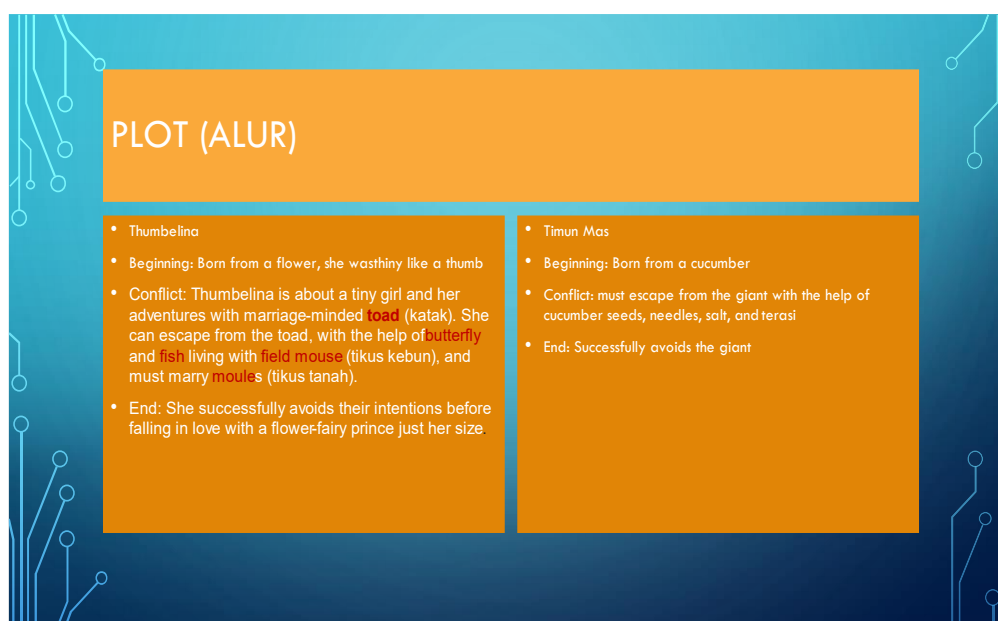 PLOT (ALUR)
• Thumbelina
• Beginning: Born from a flower, she wasthiny like a thumb
• Conflict: Thumbelina is about a tiny girl and her
adventures with marriage-minded toad (katak). She
can escape from the toad, with the help ofbutterfly
and fish living with field mouse (tikus kebun), and
must marry moules (tikus tanah).
• End: She successfully avoids their intentions before
falling in love with a flower-fairy prince just her size.
• Timun Mas
• Beginning: Born from a cucumber
• Conflict: must escape from the giant with the help of
cucumber seeds, needles, salt, and terasi
• End: Successfully avoids the giant